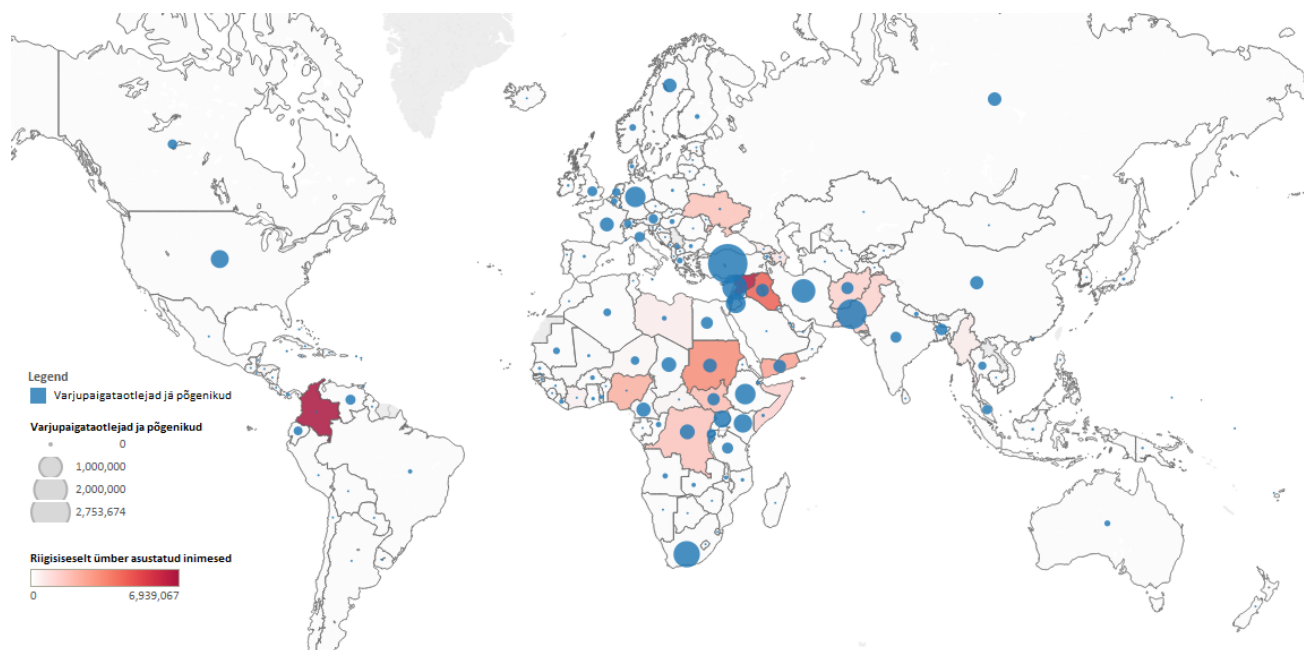 Legend
Varjupaigataotlejad jä põgenikud
Varjupaigataotlejad ja põgenikud
0
1,000,000
2,000,000
2,753,674
Riigisiseselt ümber asustatud inimesed
0 6,939,067